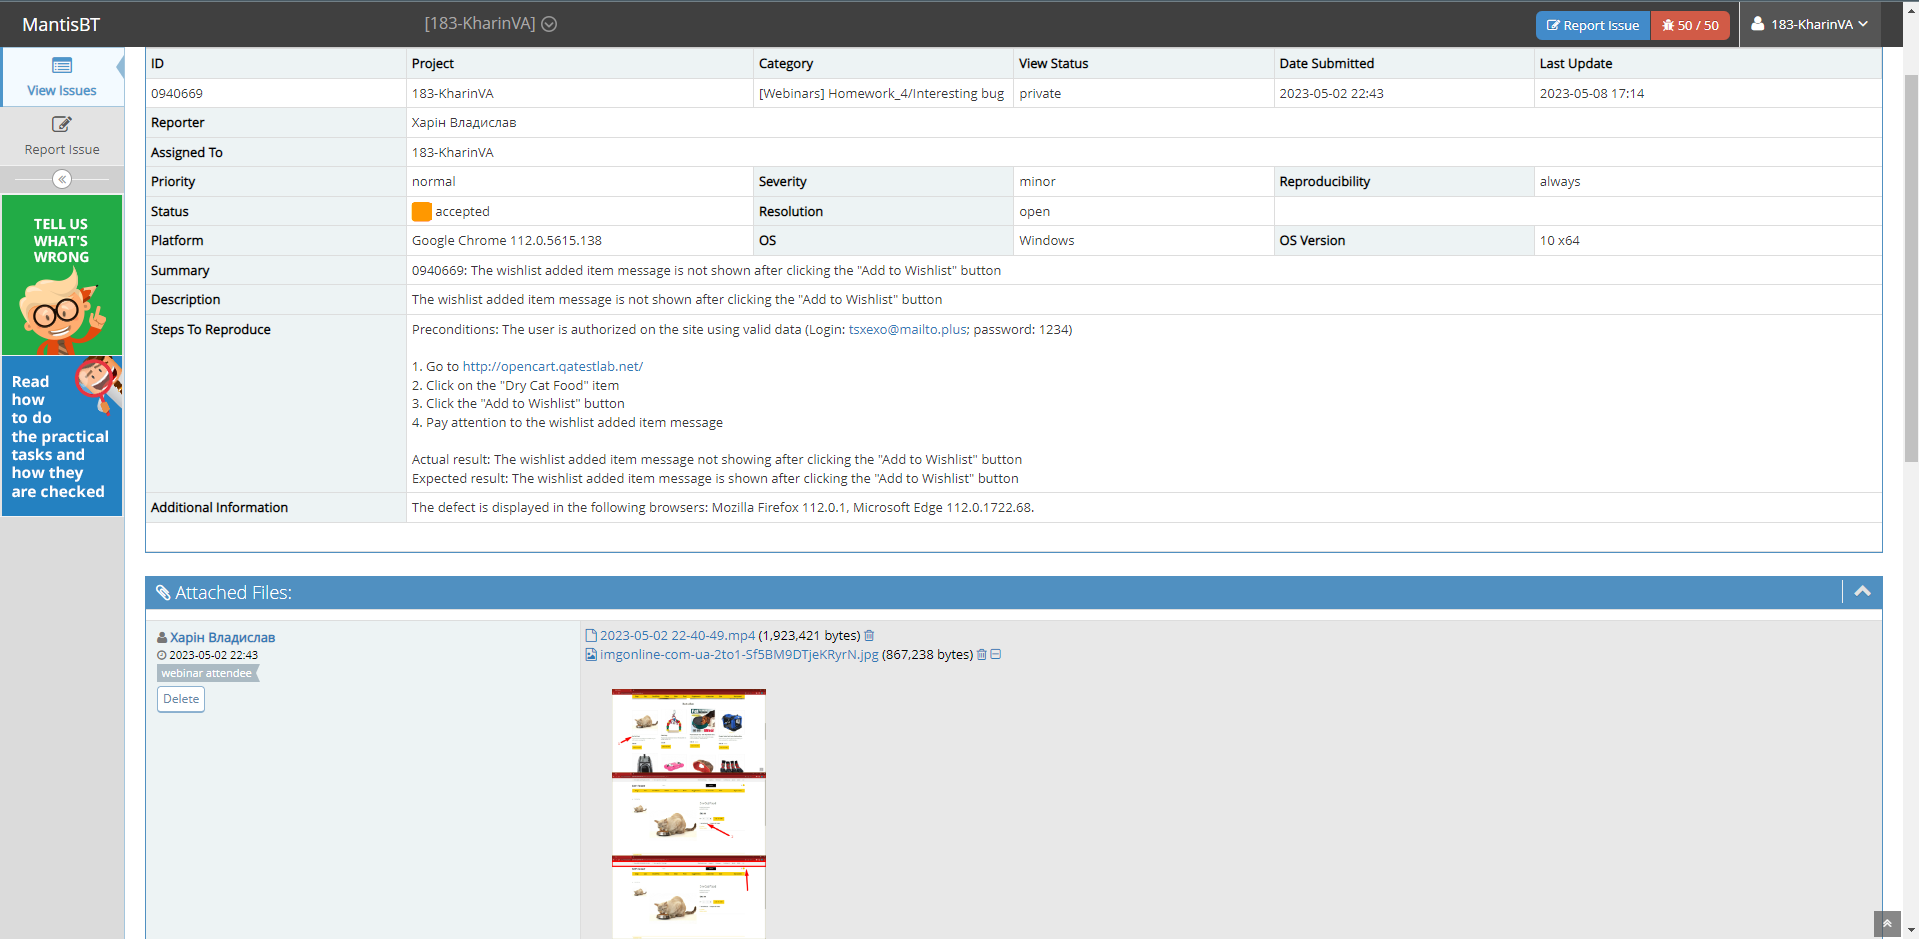 MantisBT
[183-KharinVA]
Report Issue
50 / 50
183-KharinVA
View Issues
Report Issue
TELL US
WHAT'S
WRONG
Read
how
to do
the practical
tasks and
how they
are checked
ID Project Category View Status Date Submitted Last Update
0940669 183-KharinVA [Webinars] Homework_4/Interesting bug private 2023-05-02 22:43 2023-05-08 17:14
Reporter Харін Владислав
Assigned To 183-KharinVA
Priority normal Severity minor Reproducibility always
Status accepted Resolution open
Platform Google Chrome 112.0.5615.138 OS Windows OS Version 10 x64
Summary 0940669: The wishlist added item message is not shown after clicking the "Add to Wishlist" button
Description The wishlist added item message is not shown after clicking the "Add to Wishlist" button
Steps To Reproduce Preconditions: The user is authorized on the site using valid data (Login: tsxexo@mailto.plus; password: 1234)
1. Go to http://opencart.qatestlab.net/
2. Click on the "Dry Cat Food" item
3. Click the "Add to Wishlist" button
4. Pay attention to the wishlist added item message
Actual result: The wishlist added item message not showing after clicking the "Add to Wishlist" button
Expected result: The wishlist added item message is shown after clicking the "Add to Wishlist" button
Additional Information The defect is displayed in the following browsers: Mozilla Firefox 112.0.1, Microsoft Edge 112.0.1722.68.
Attached Files:
Харін Владислав
2023-05-02 22:43
webinar attendee
Delete
2023-05-02 22-40-49.mp4 (1,923,421 bytes)
imgonline-com-ua-2to1-Sf5BM9DTjeKRyrN.jpg (867,238 bytes)